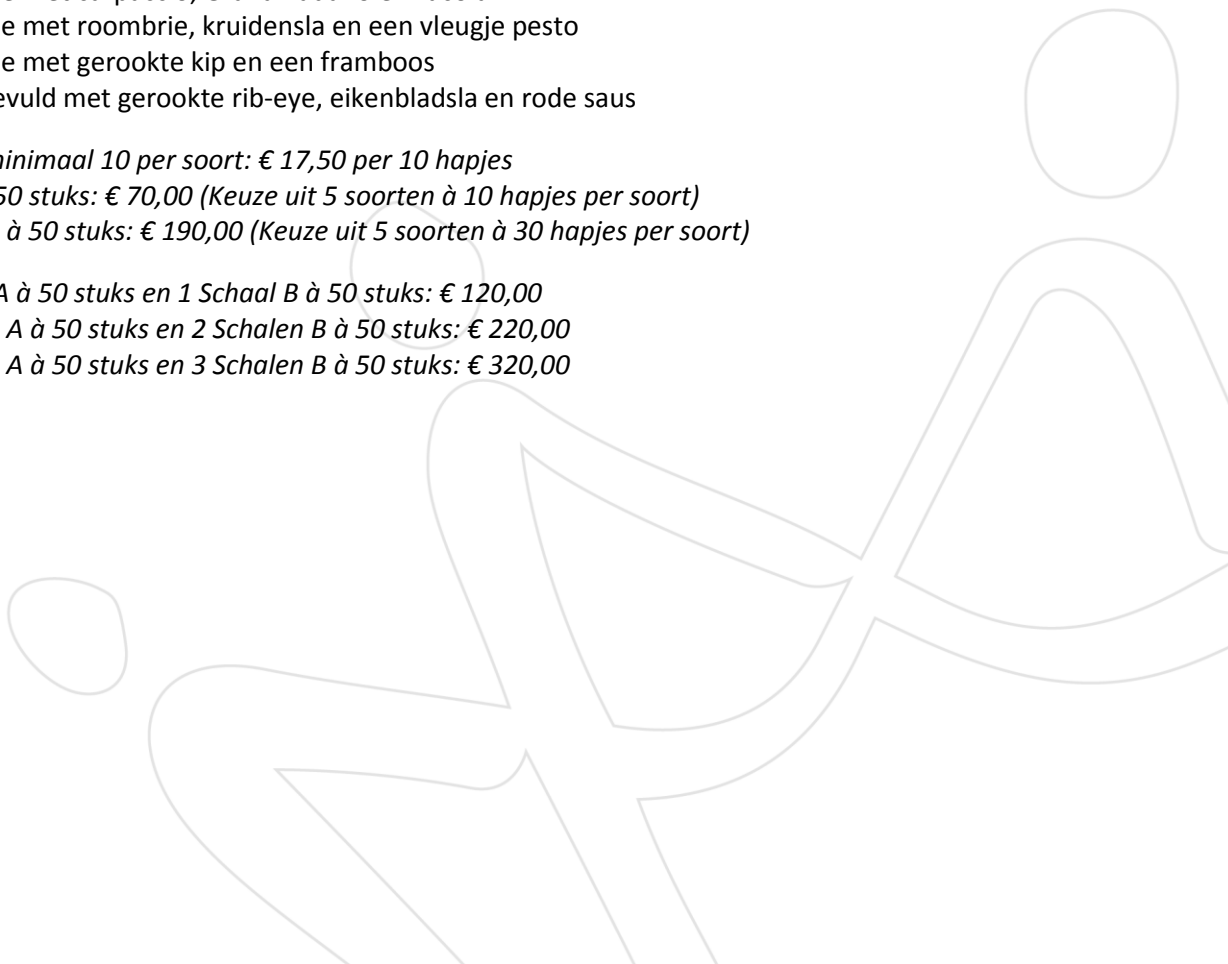 e met roombrie, kruidensla en een vleugje pesto
e met gerookte kip en een framboos
evuld met gerookte rib-eye, eikenbladsla en rode saus
minimaal 10 per soort: € 17,50 per 10 hapjes
50 stuks: € 70,00 (Keuze uit 5 soorten à 10 hapjes per soort)
à 50 stuks: € 190,00 (Keuze uit 5 soorten à 30 hapjes per soort)
A à 50 stuks en 1 Schaal B à 50 stuks: € 120,00
A à 50 stuks en 2 Schalen B à 50 stuks: € 220,00
A à 50 stuks en 3 Schalen B à 50 stuks: € 320,00